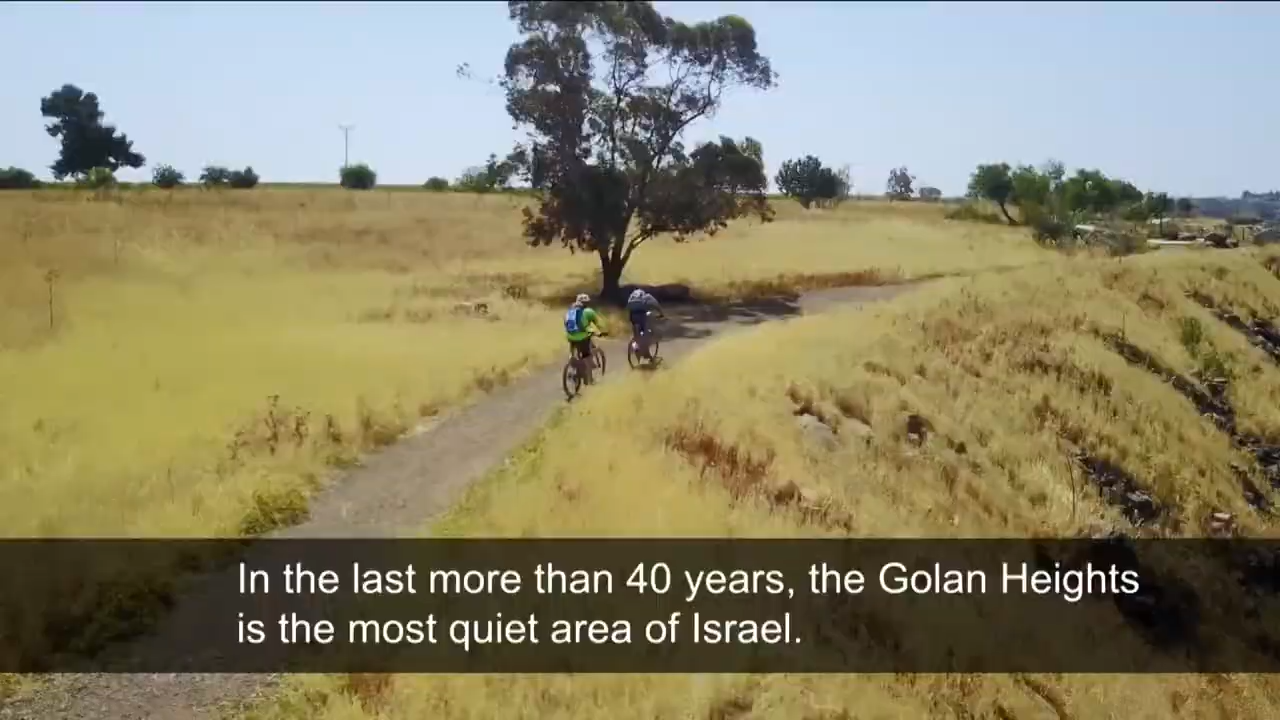 In the last more than 40 years, the Golan Heights
is the most quiet area of Israel.